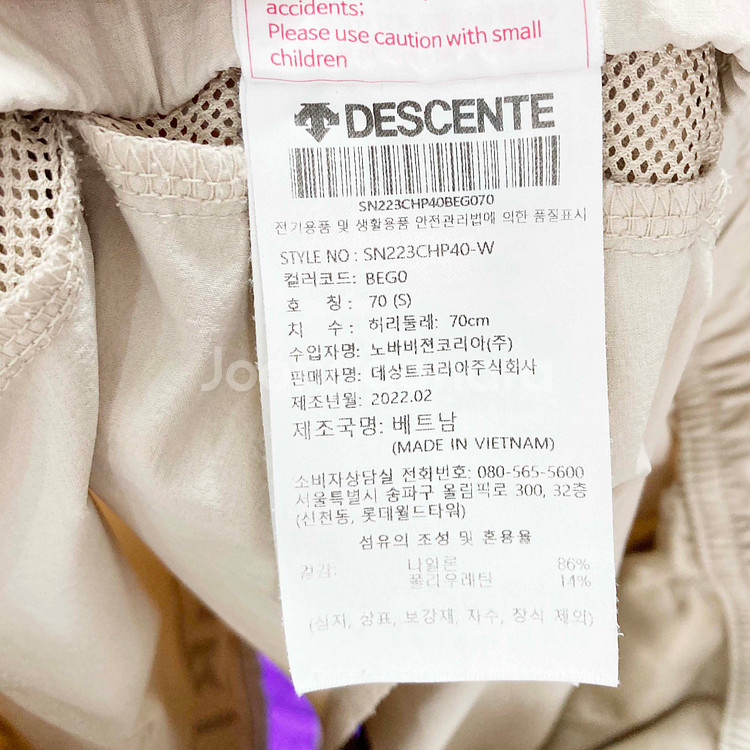 accidents;
Please use caution with small
children
DESCENTE
SN223CHP40BEG070
전기용품 및 생활용품 안전관리법에 의한 품질표시
STYLE NO : SN223CHP40-W
컬러코드: BEG0
호 칭: 70 (S)
치 수: 허리둘레: 70cm
수입자명: 노바비젼코리아(주)
판매자명: 데상트코리아주식회사
제조년월: 2022.02
제조국명: 베트남
(MADE IN VIETNAM)
소비자상담실 전화번호: 080-565-5600
서울특별시 송파구 올림픽로 300, 32층
(신천동, 롯데월드타워)
섬유의 조성 및 혼용율
겉감: 나일론 86%
폴리우레탄 14%
(심지, 상표, 보강재, 자수, 장식 제외)